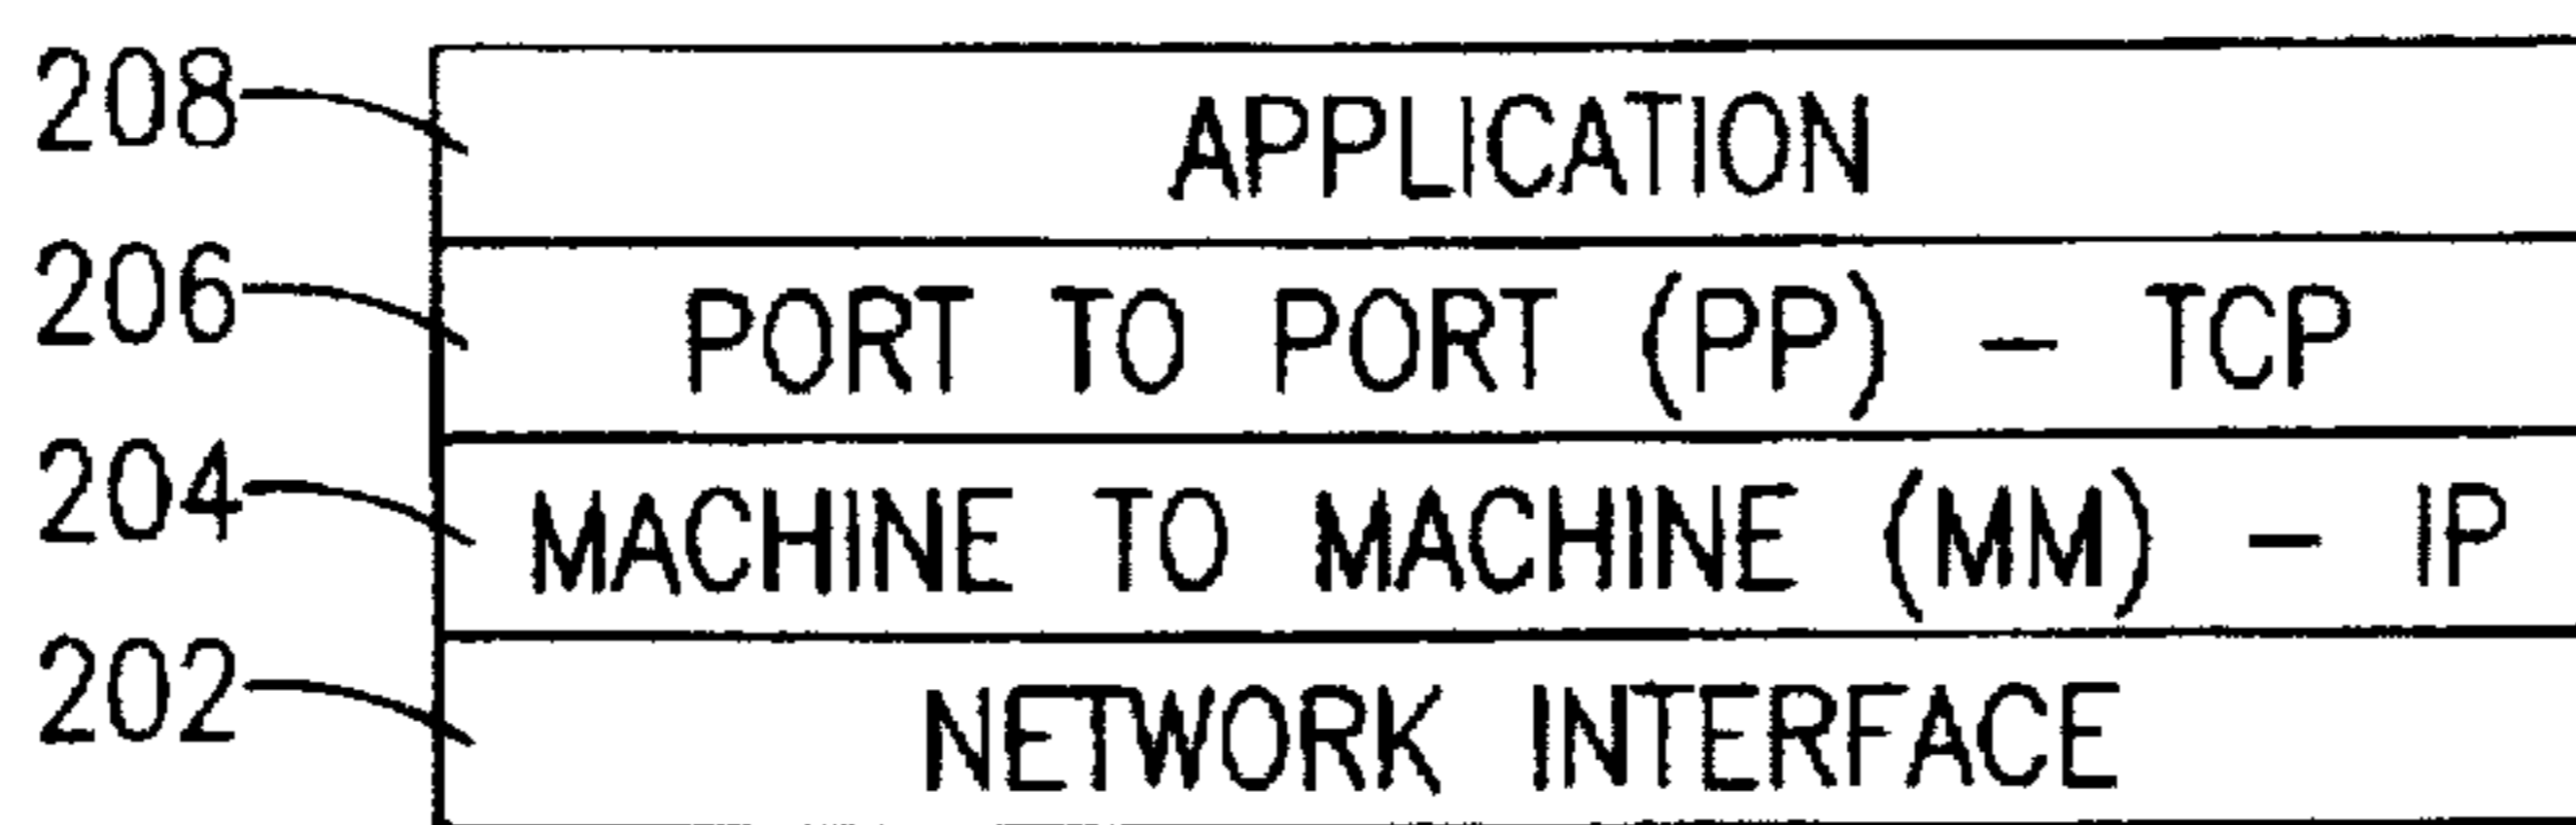 208 APPLICATION
206 PORT TO PORT (PP) – TCP
204 MACHINE TO MACHINE (MM) – IP
202 NETWORK INTERFACE